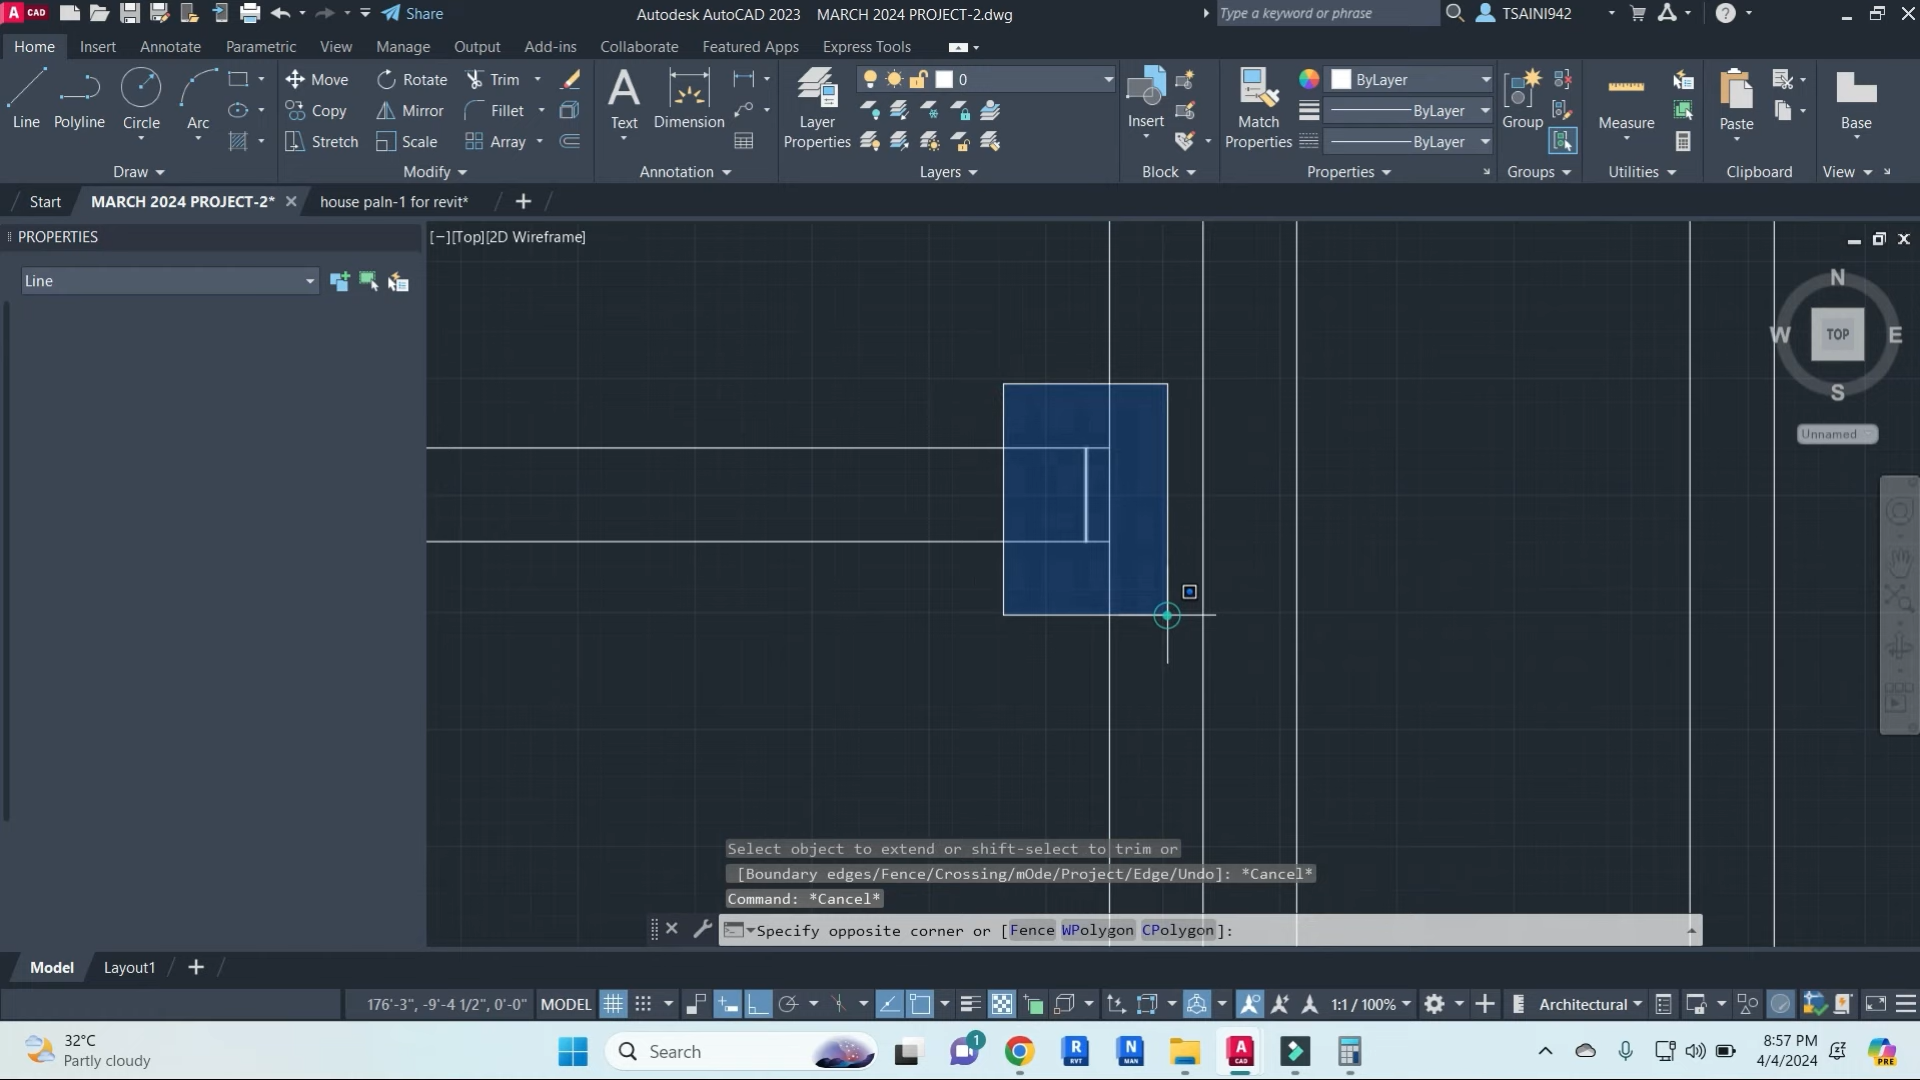 CAD
Share
Autodesk AutoCAD 2023 MARCH 2024 PROJECT-2.dwg
Type a keyword or phrase
TSAINI942
Home Insert Annotate Parametric View Manage Output Add-ins Collaborate Featured Apps Express Tools
Line Polyline Circle Arc
Move Rotate Trim
Copy Mirror Fillet
Stretch Scale Array
Text Dimension
Layer Properties
0
Insert
Match Properties
ByLayer
ByLayer
ByLayer
Group
Measure
Paste
Base
Draw Modify Annotation Layers Block Properties Groups Utilities Clipboard View
Start MARCH 2024 PROJECT-2* house paln-1 for revit*
PROPERTIES
Line
[−][Top][2D Wireframe]
N
W TOP E
S
Unnamed
Select object to extend or shift-select to trim or
[Boundary edges/Fence/Crossing/mOde/Project/Edge/Undo]: *Cancel*
Command: *Cancel*
Specify opposite corner or [Fence WPolygon CPolygon]:
Model Layout1
176'-3", -9'-4 1/2", 0'-0" MODEL 1:1 / 100% Architectural
32°C
Partly cloudy
Search
1
RVT
MAN
CAD
8:57 PM
4/4/2024
PRE